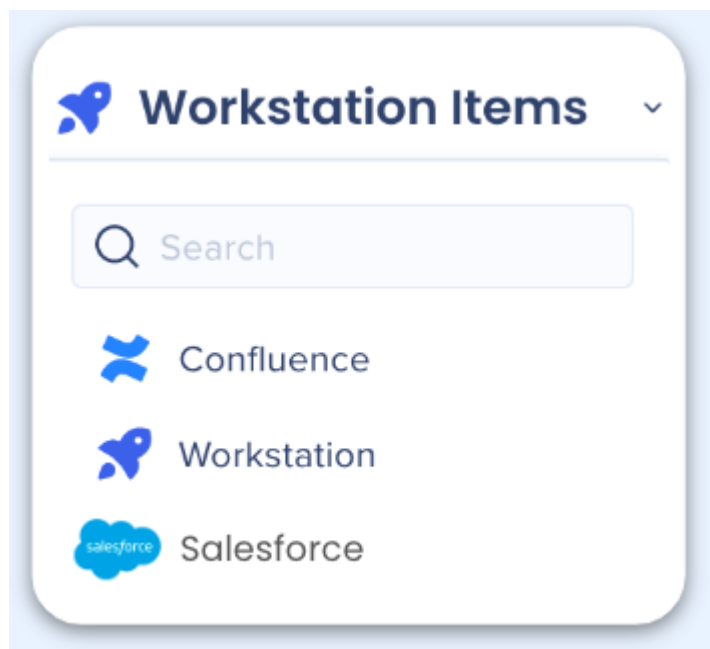 Workstation Items
Search
Confluence
Workstation
salesforce Salesforce